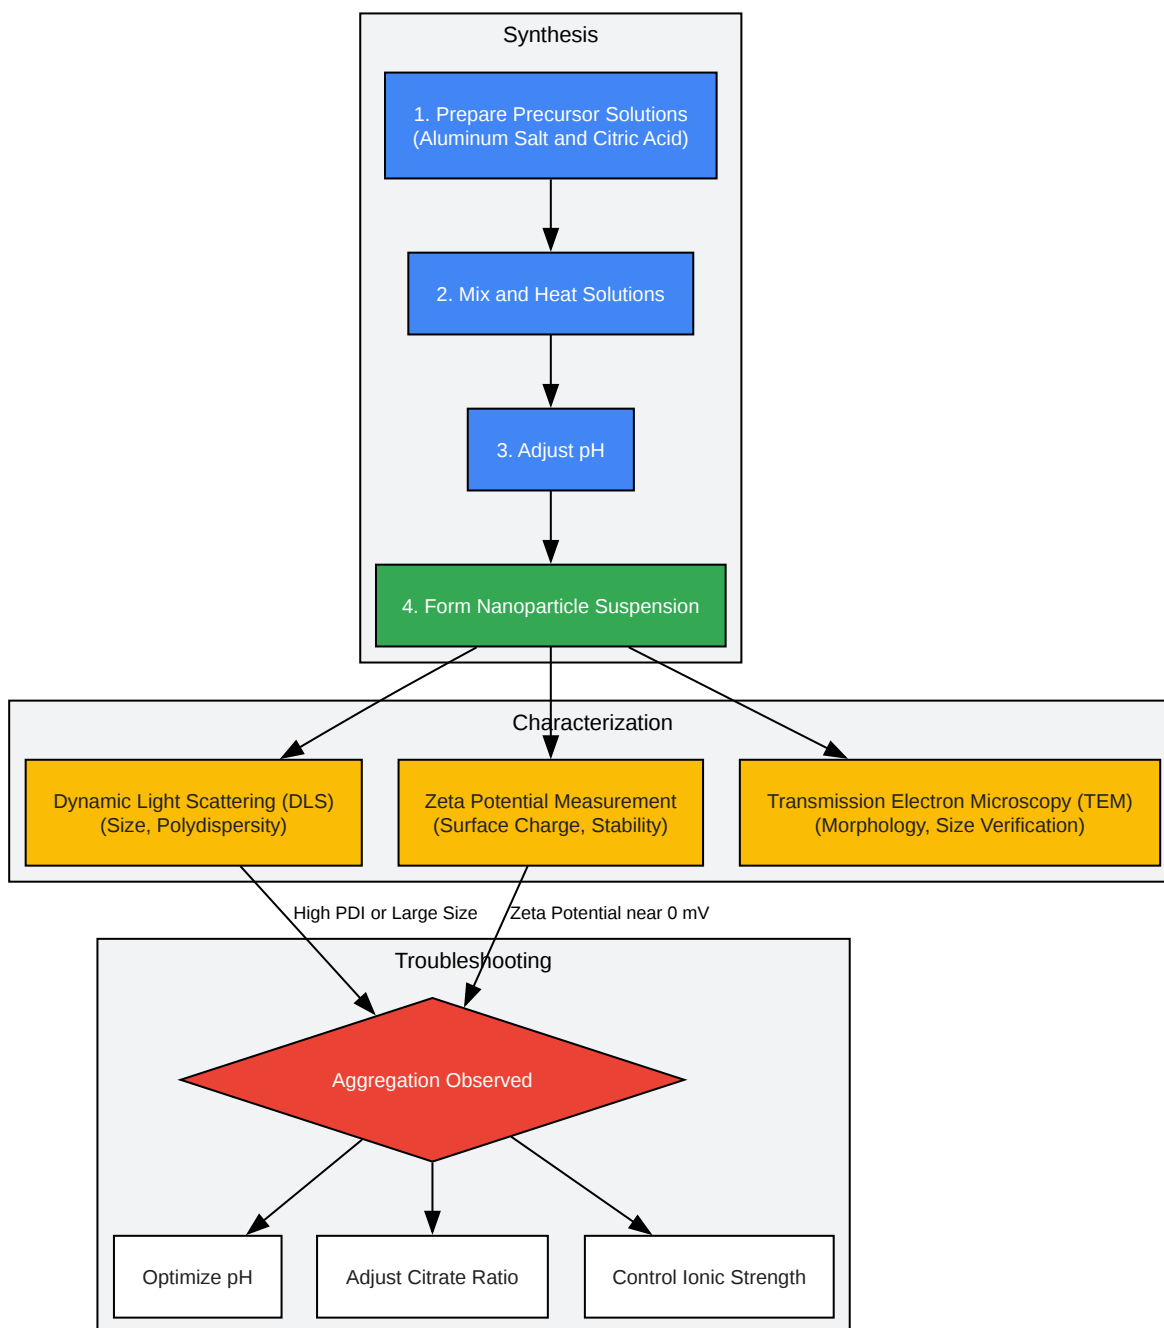 Synthesis
1. Prepare Precursor Solutions
(Aluminum Salt and Citric Acid)
2. Mix and Heat Solutions
3. Adjust pH
4. Form Nanoparticle Suspension
Characterization
Dynamic Light Scattering (DLS)
(Size, Polydispersity)
Zeta Potential Measurement
(Surface Charge, Stability)
Transmission Electron Microscopy (TEM)
(Morphology, Size Verification)
High PDI or Large Size
Zeta Potential near 0 mV
Troubleshooting
Aggregation Observed
Optimize pH
Adjust Citrate Ratio
Control Ionic Strength